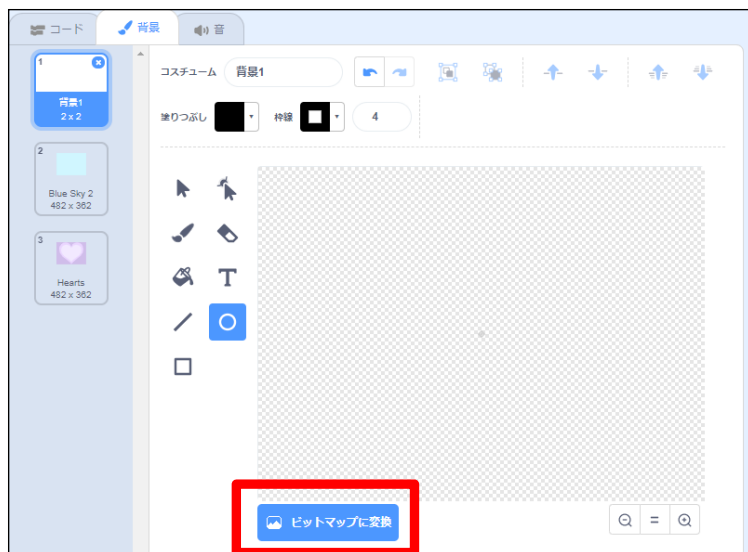 コード
背景
音
1
背景1
2 x 2
2
Blue Sky 2
482 x 362
3
Hearts
482 x 362
コスチューム 背景1
塗りつぶし 枠線 4
T
ビットマップに変換
=